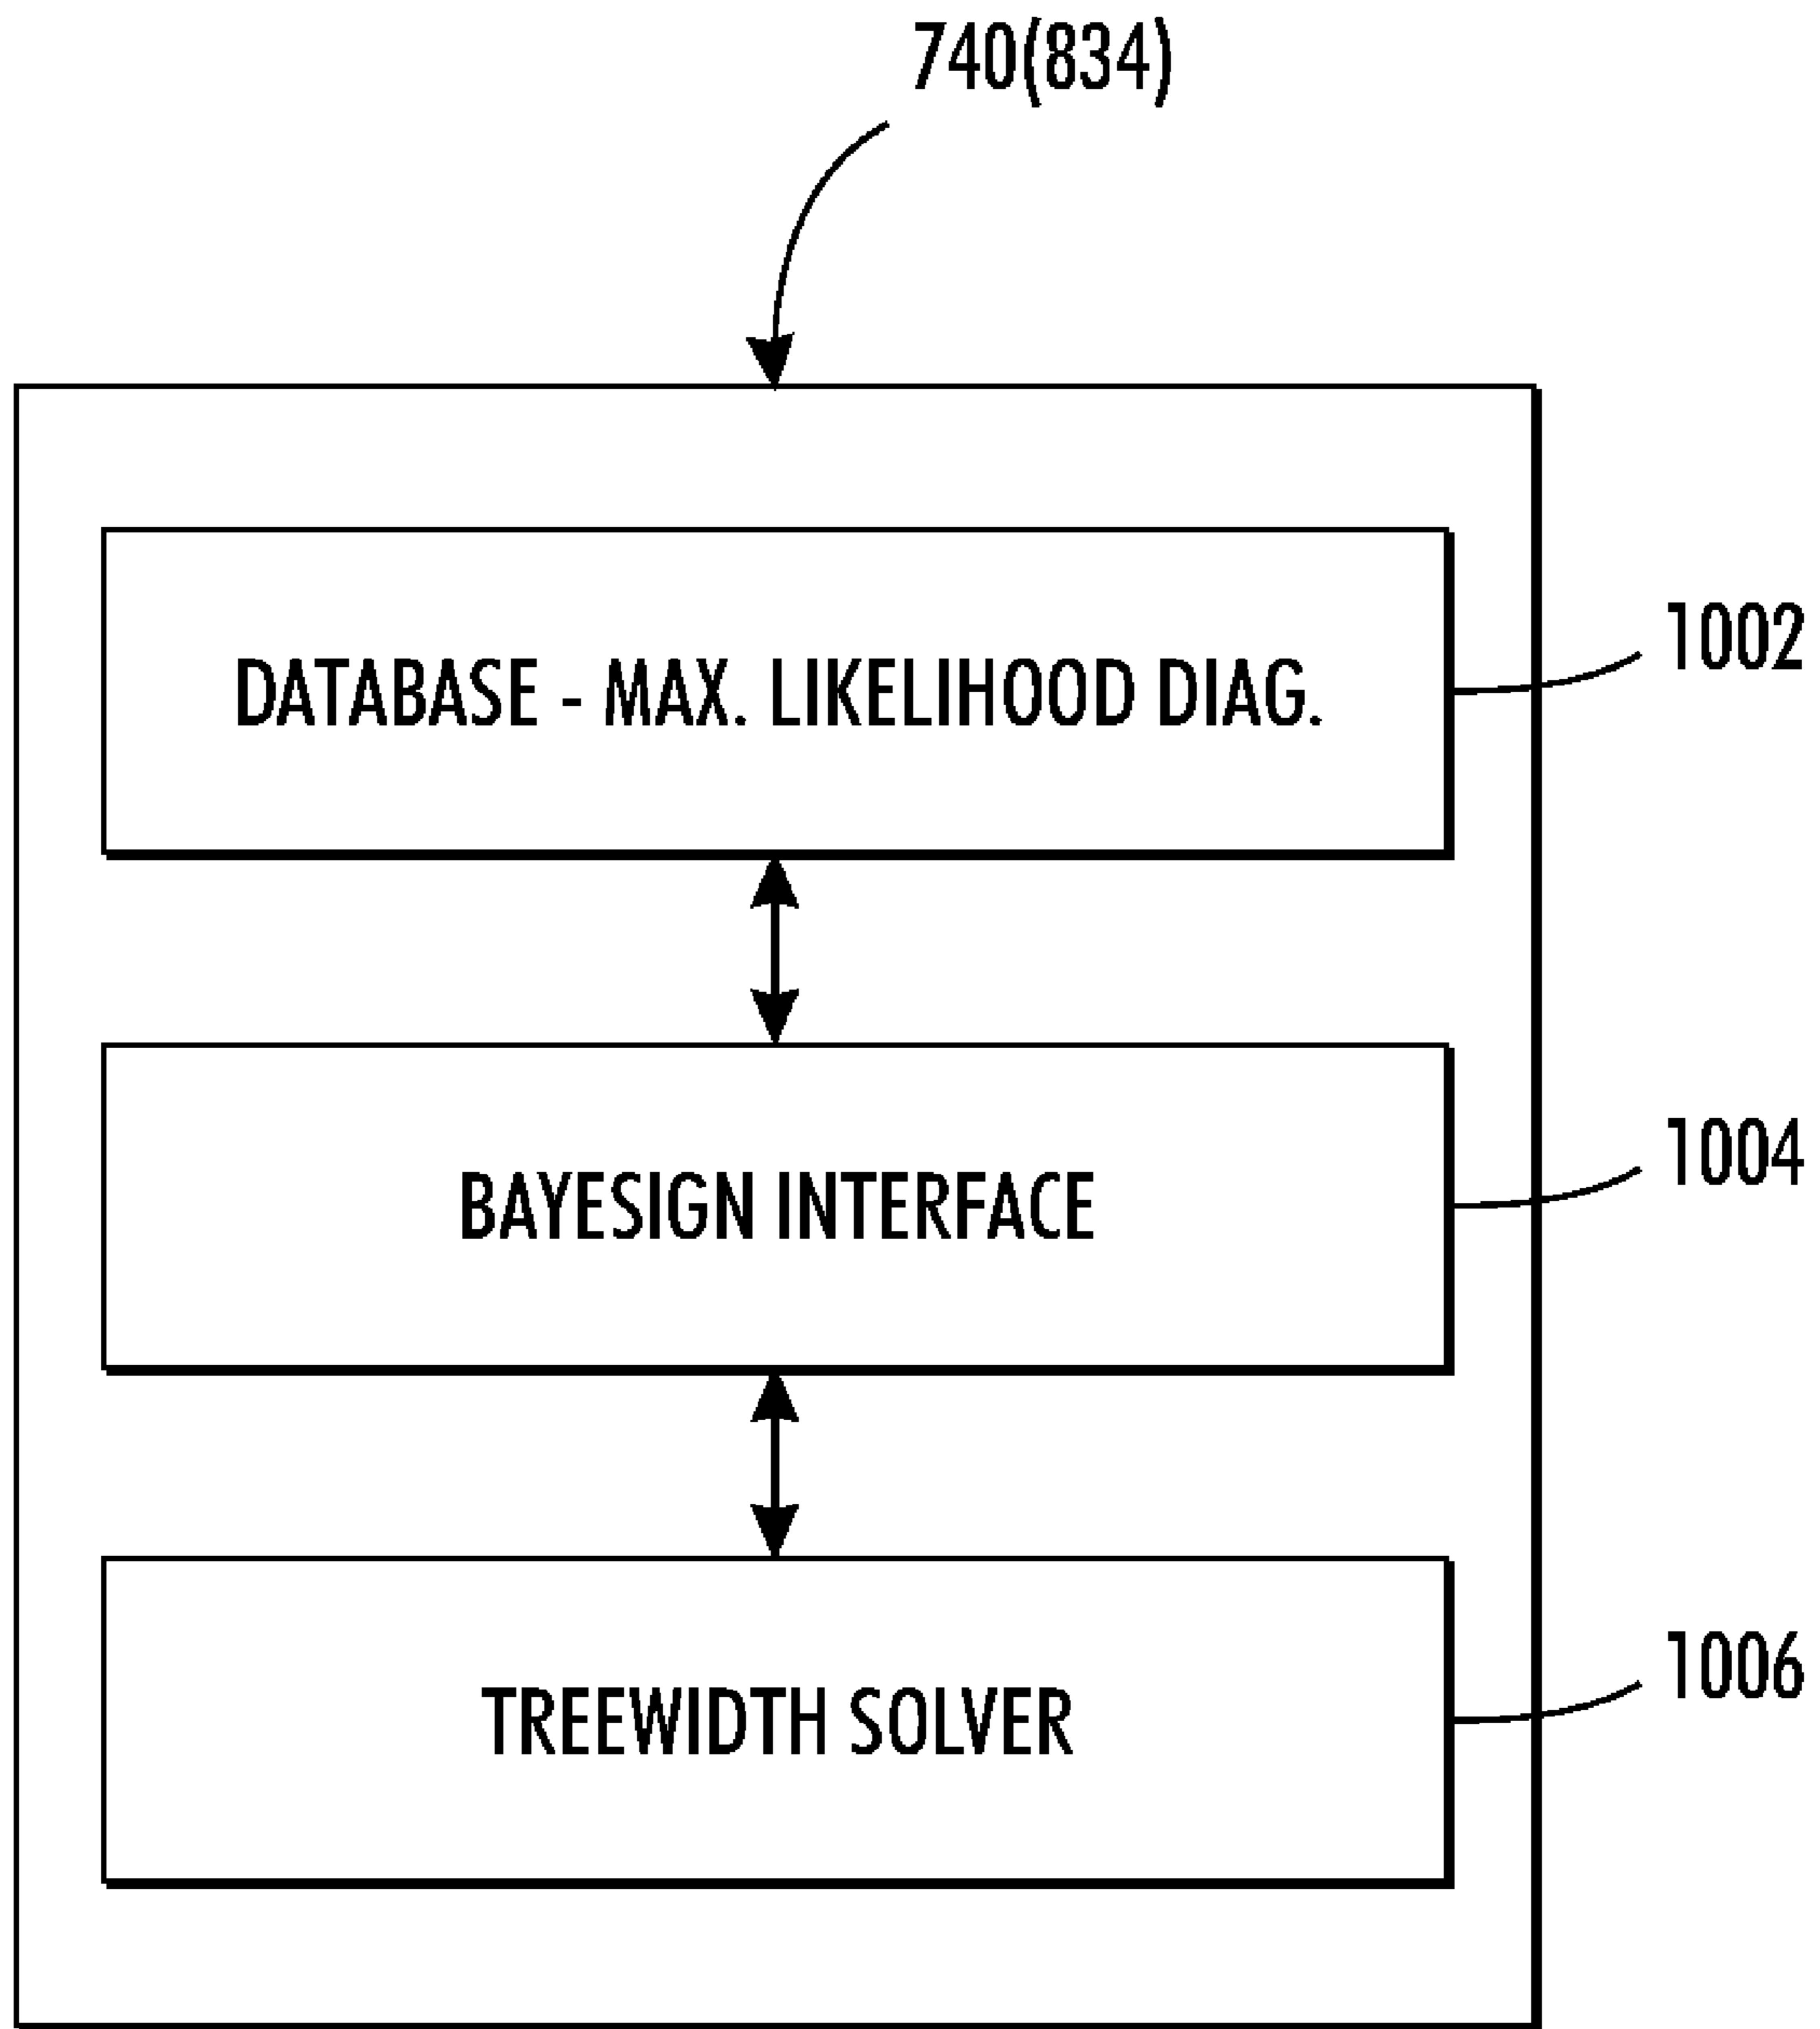 740(834)
DATABASE - MAX. LIKELIHOOD DIAG.
1002
BAYESIGN INTERFACE
1004
TREEWIDTH SOLVER
1006